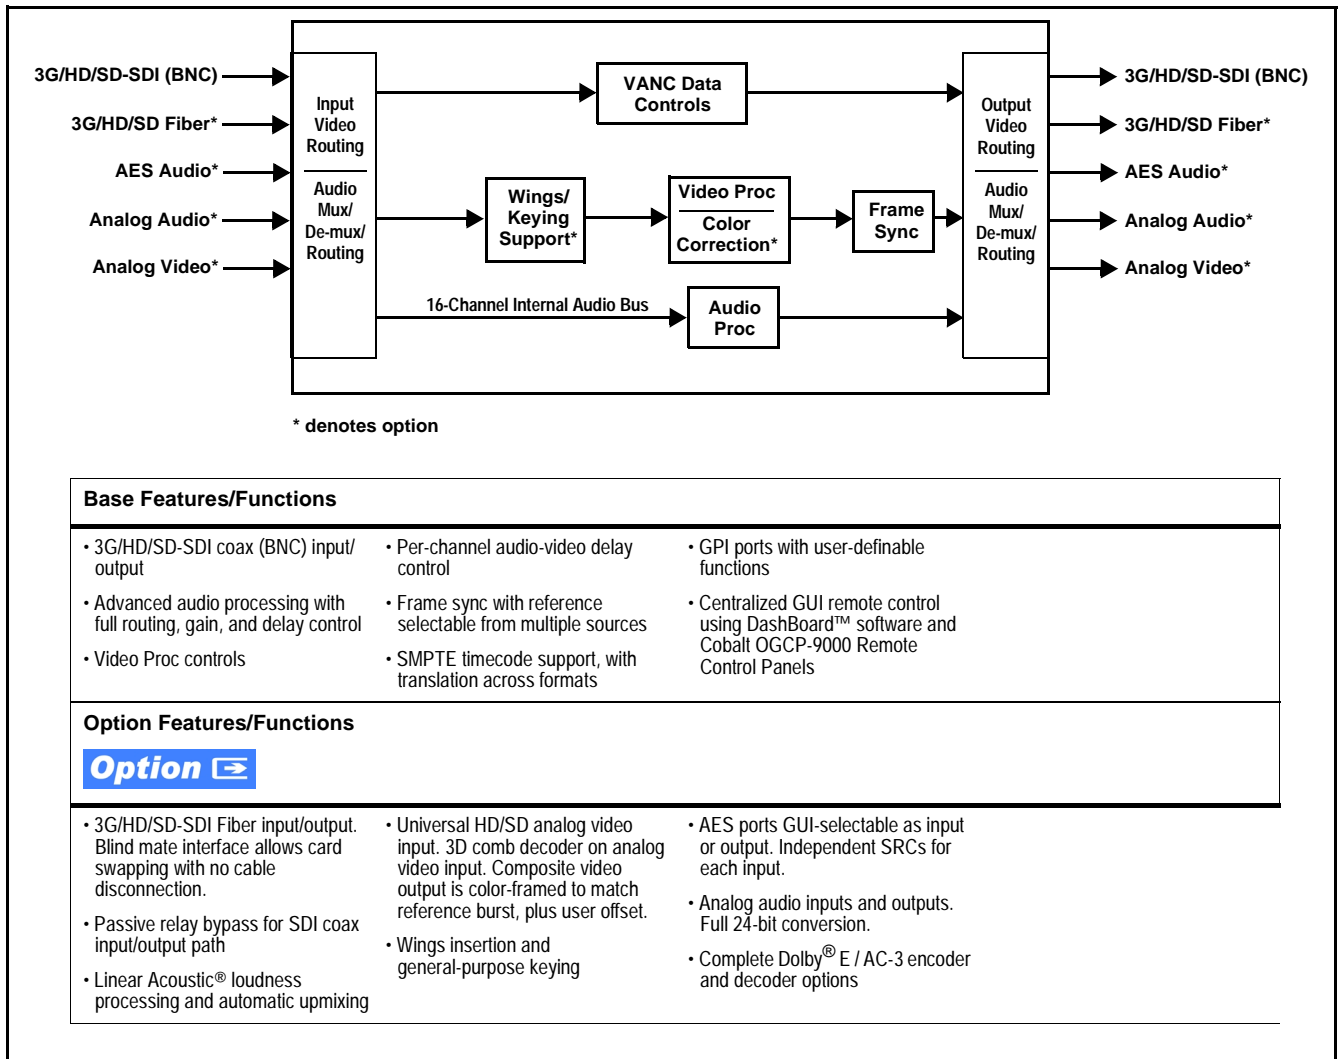 3G/HD/SD-SDI (BNC)
3G/HD/SD Fiber*
AES Audio*
Analog Audio*
Analog Video*
Input
Video
Routing
Audio
Mux/
De-mux/
Routing
VANC Data
Controls
Wings/
Keying
Support*
Video Proc
Color
Correction*
Frame
Sync
16-Channel Internal Audio Bus
Audio
Proc
Output
Video
Routing
Audio
Mux/
De-mux/
Routing
3G/HD/SD-SDI (BNC)
3G/HD/SD Fiber*
AES Audio*
Analog Audio*
Analog Video*
* denotes option
Base Features/Functions
• 3G/HD/SD-SDI coax (BNC) input/
output
• Advanced audio processing with
full routing, gain, and delay control
• Video Proc controls
• Per-channel audio-video delay
control
• Frame sync with reference
selectable from multiple sources
• SMPTE timecode support, with
translation across formats
• GPI ports with user-definable
functions
• Centralized GUI remote control
using DashBoard™ software and
Cobalt OGCP-9000 Remote
Control Panels
Option Features/Functions
Option
• 3G/HD/SD-SDI Fiber input/output.
Blind mate interface allows card
swapping with no cable
disconnection.
• Passive relay bypass for SDI coax
input/output path
• Linear Acoustic® loudness
processing and automatic upmixing
• Universal HD/SD analog video
input. 3D comb decoder on analog
video input. Composite video
output is color-framed to match
reference burst, plus user offset.
• Wings insertion and
general-purpose keying
• AES ports GUI-selectable as input
or output. Independent SRCs for
each input.
• Analog audio inputs and outputs.
Full 24-bit conversion.
• Complete Dolby® E / AC-3 encoder
and decoder options